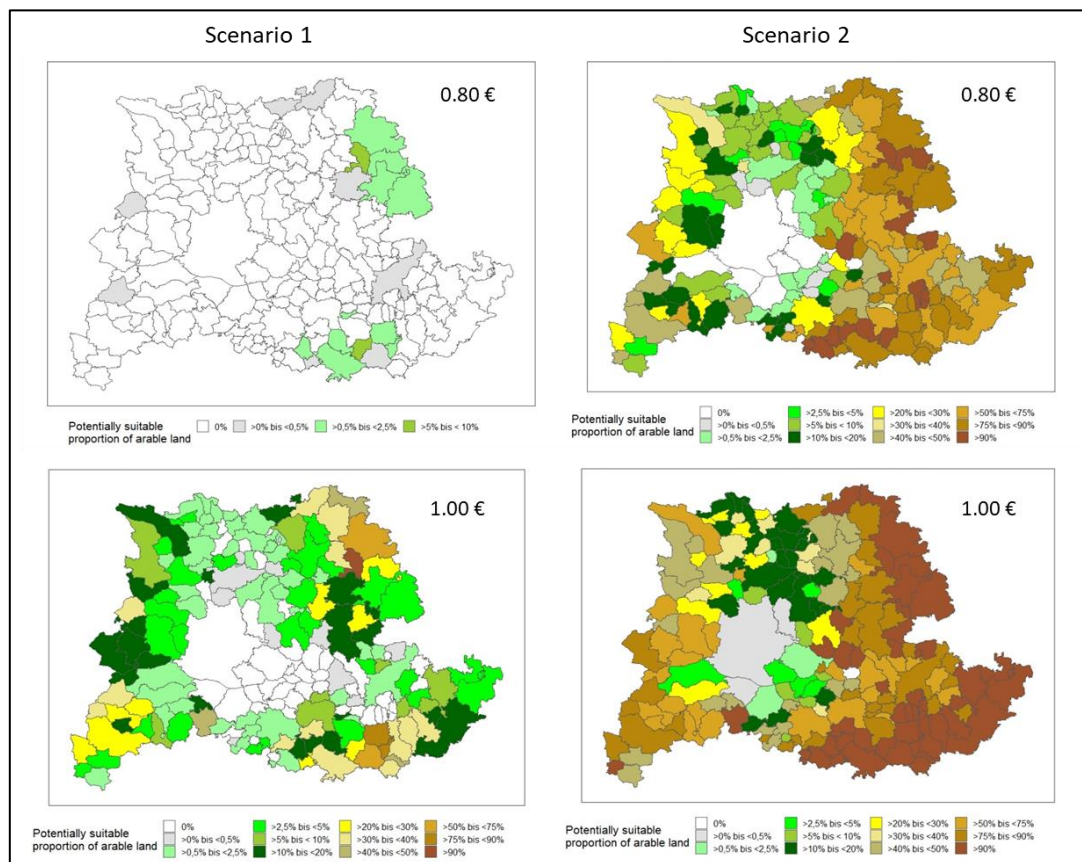 Scenario 1
Scenario 2
0.80 €
0.80 €
Potentially suitable
proportion of arable land
0%
>0% bis <0,5%
>0,5% bis <2,5%
>5% bis < 10%
Potentially suitable
proportion of arable land
0%
>0% bis <0,5%
>0,5% bis <2,5%
>2,5% bis <5%
>5% bis < 10%
>10% bis <20%
>20% bis <30%
>30% bis <40%
>40% bis <50%
>50% bis <75%
>75% bis <90%
>90%
1.00 €
1.00 €
Potentially suitable
proportion of arable land
0%
>0% bis <0,5%
>0,5% bis <2,5%
>2,5% bis <5%
>5% bis < 10%
>10% bis <20%
>20% bis <30%
>30% bis <40%
>40% bis <50%
>50% bis <75%
>75% bis <90%
>90%
Potentially suitable
proportion of arable land
0%
>0% bis <0,5%
>0,5% bis <2,5%
>2,5% bis <5%
>5% bis < 10%
>10% bis <20%
>20% bis <30%
>30% bis <40%
>40% bis <50%
>50% bis <75%
>75% bis <90%
>90%